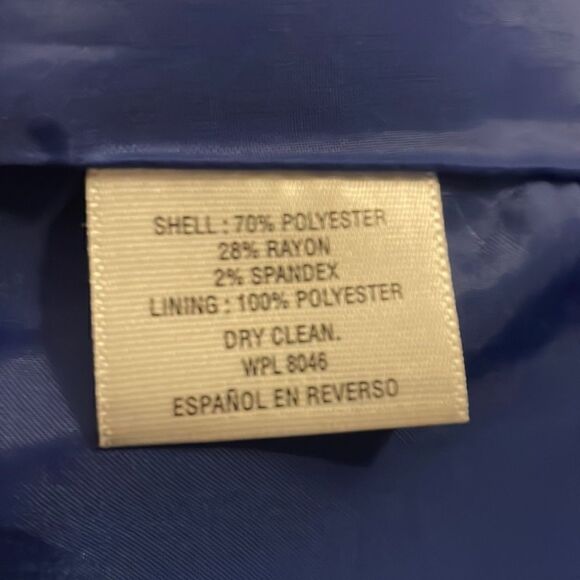 SHELL : 70% POLYESTER
28% RAYON
2% SPANDEX
LINING : 100% POLYESTER
DRY CLEAN.
WPL 8046
ESPAÑOL EN REVERSO